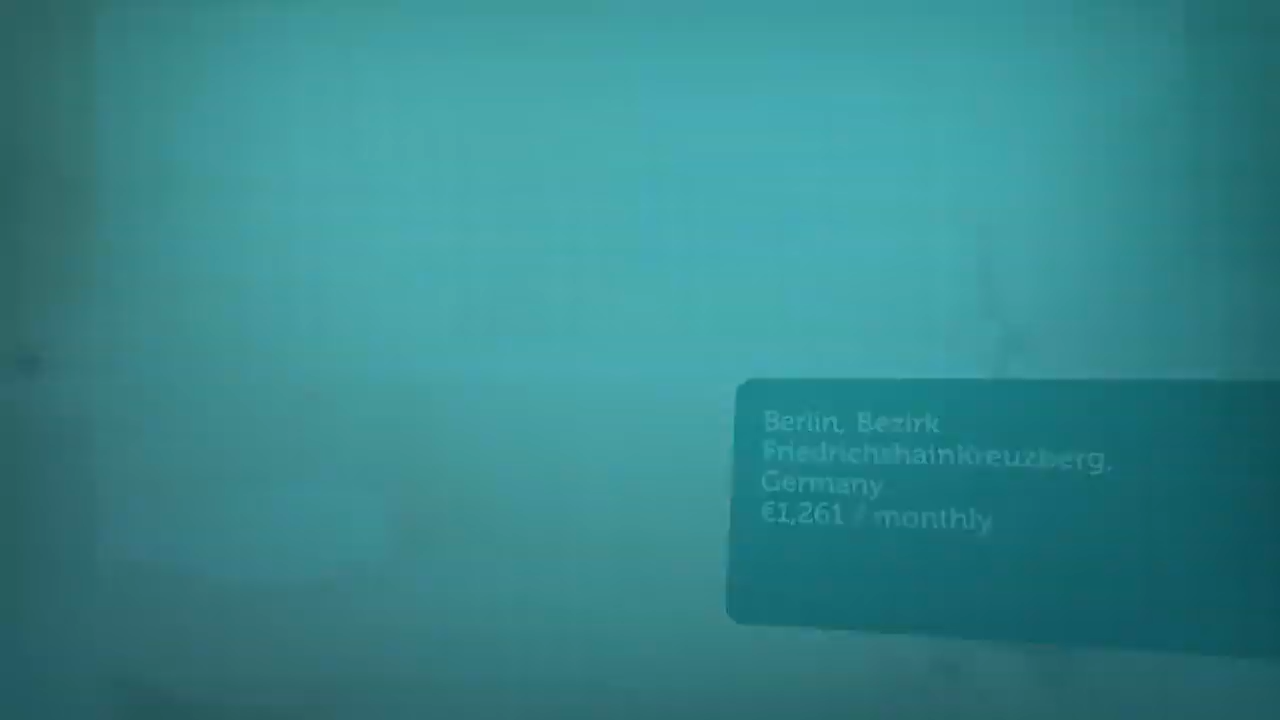 Berlin, Bezirk
FriedrichshainKreuzberg,
Germany
€1,261 / monthly